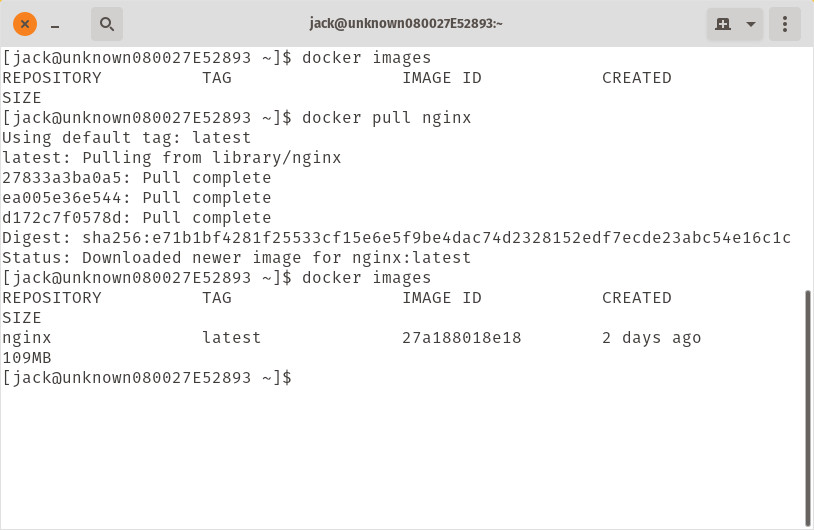 jack@unknown080027E52893:~
[jack@unknown080027E52893 ~]$ docker images
REPOSITORY          TAG                 IMAGE ID            CREATED
SIZE
[jack@unknown080027E52893 ~]$ docker pull nginx
Using default tag: latest
latest: Pulling from library/nginx
27833a3ba0a5: Pull complete
ea005e36e544: Pull complete
d172c7f0578d: Pull complete
Digest: sha256:e71b1bf4281f25533cf15e6e5f9be4dac74d2328152edf7ecde23abc54e16c1c
Status: Downloaded newer image for nginx:latest
[jack@unknown080027E52893 ~]$ docker images
REPOSITORY          TAG                 IMAGE ID            CREATED
SIZE
nginx               latest              27a188018e18        2 days ago
109MB
[jack@unknown080027E52893 ~]$